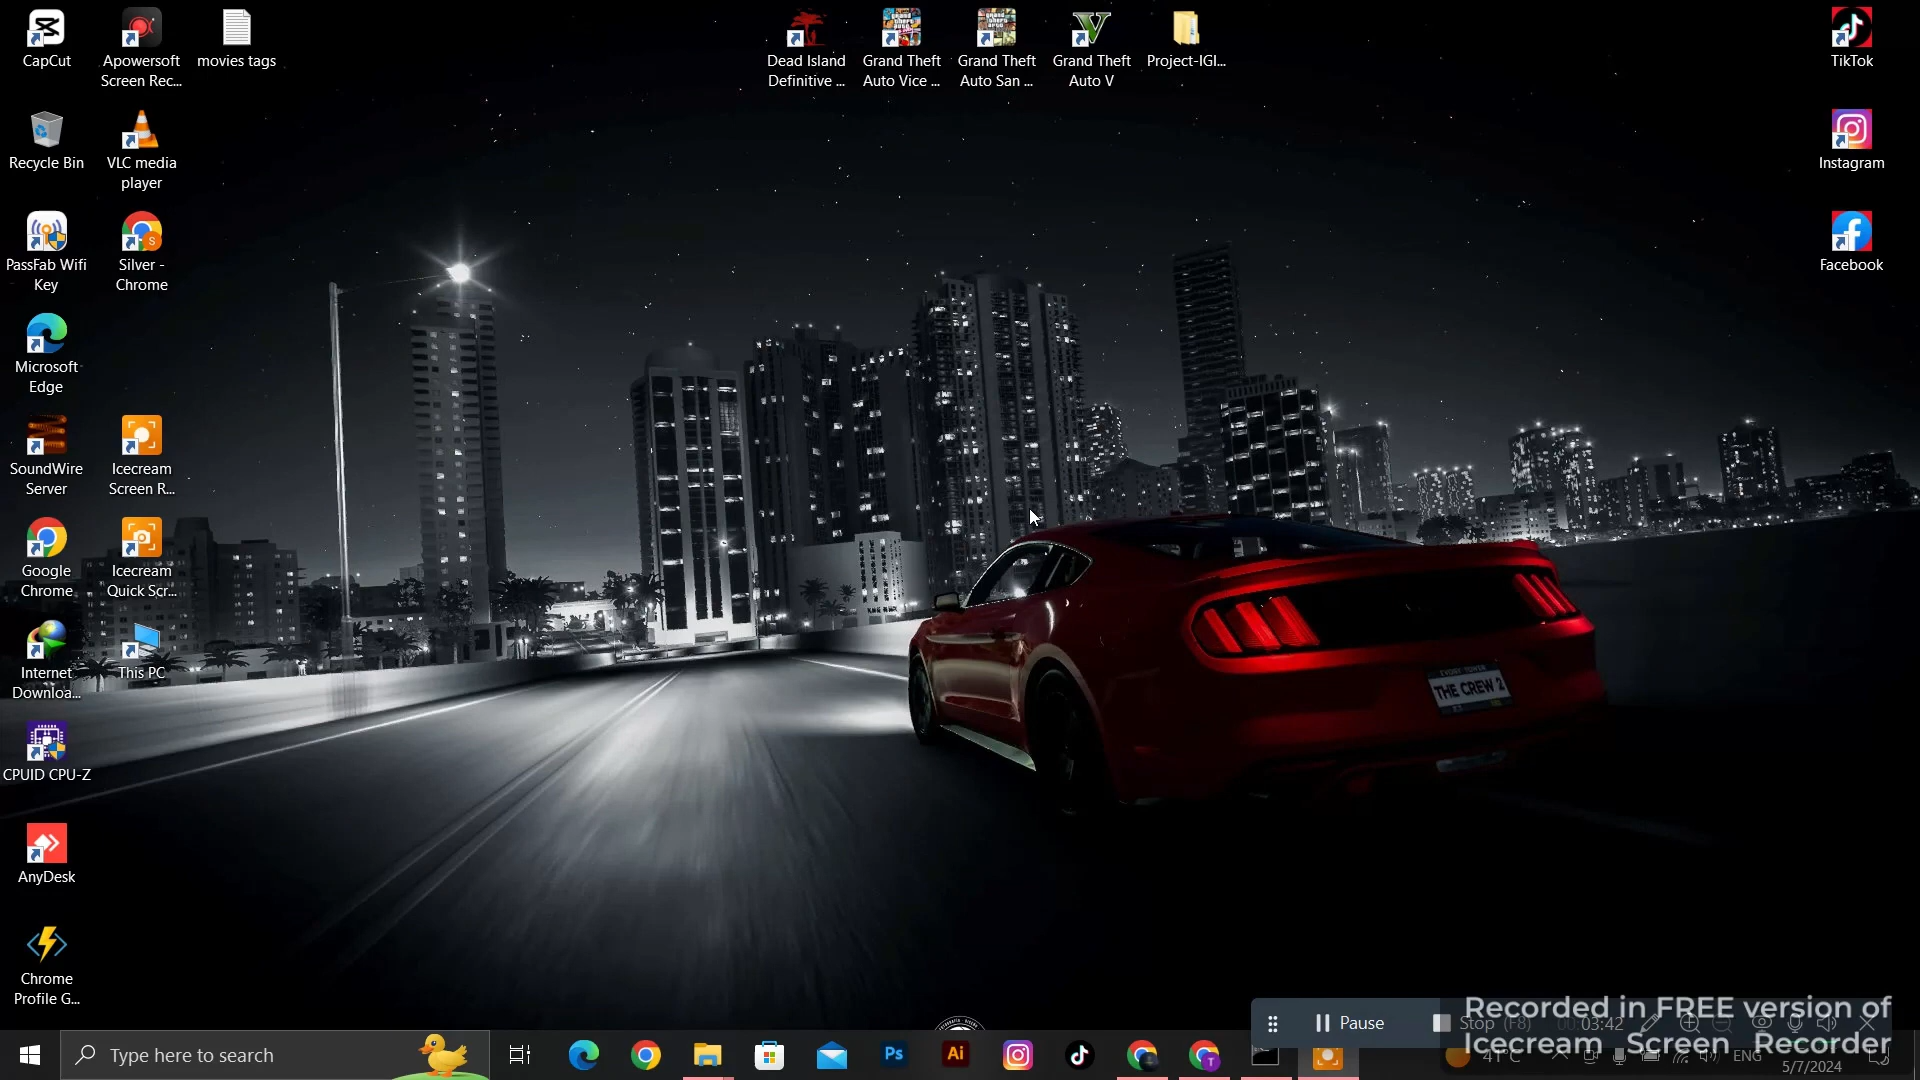 CapCut
Apowersoft
Screen Rec...
movies tags
Dead Island
Definitive ...
Grand Theft
Auto Vice ...
Grand Theft
Auto San ...
Grand Theft
Auto V
Project-IGI...
TikTok
Recycle Bin
VLC media
player
Instagram
PassFab Wifi
Key
Silver -
Chrome
Facebook
Microsoft
Edge
SoundWire
Server
Icecream
Screen R...
Google
Chrome
Icecream
Quick Scr...
Internet
Downloa...
This PC
THE CREW 2
CPUID CPU-Z
AnyDesk
Chrome
Profile G...
Pause
Stop (F8)
00:03:42
Recorded in FREE version of
Icecream Screen Recorder
Type here to search
Ps
Ai
41°C
ENG
5/7/2024